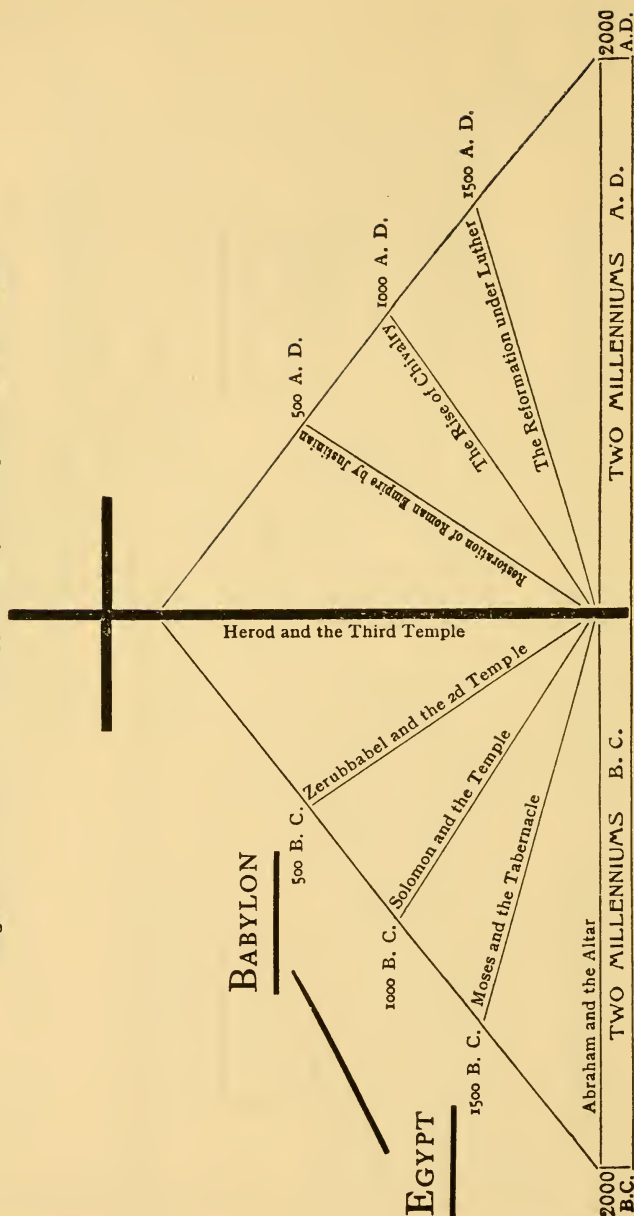 BABYLON
EGYPT
2000
B.C.
1500 B. C.
1000 B. C.
500 B. C.
500 A. D.
1000 A. D.
1500 A. D.
2000
A.D.
Abraham and the Altar
Moses and the Tabernacle
Solomon and the Temple
Zerubbabel and the 2d Temple
Herod and the Third Temple
Restoration of Roman Empire by Justinian
The Rise of Chivalry
The Reformation under Luther
TWO MILLENNIUMS B. C.
TWO MILLENNIUMS A. D.